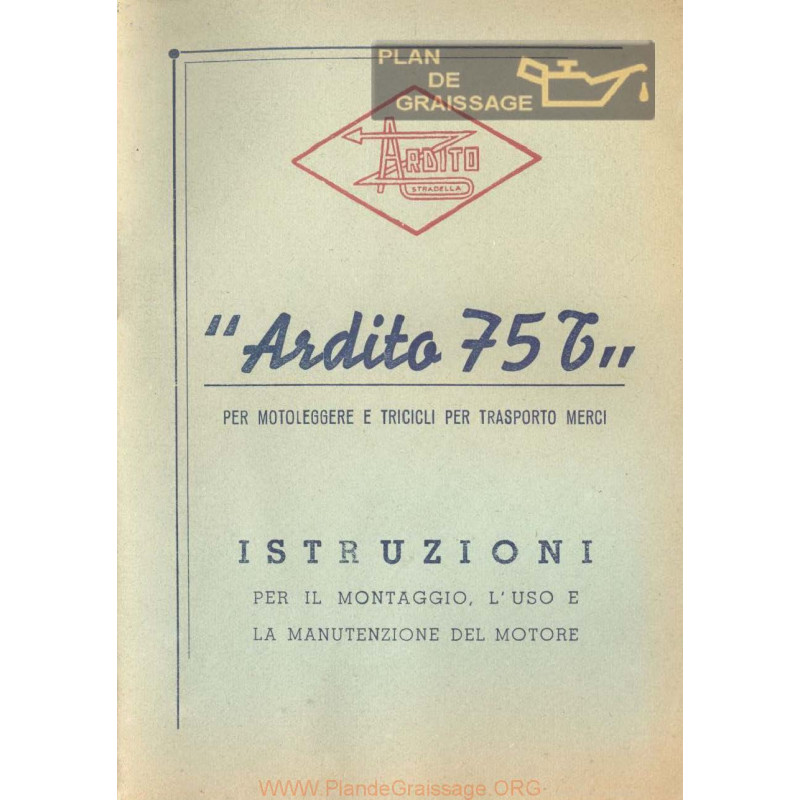 PLAN
DE
GRAISSAGE
ARDITO
STRADELLA
"Ardito 75 T"
PER MOTOLEGGERE E TRICICLI PER TRASPORTO MERCI
ISTRUZIONI
PER IL MONTAGGIO, L'USO E
LA MANUTENZIONE DEL MOTORE
WWW.PlandeGraissage.ORG-